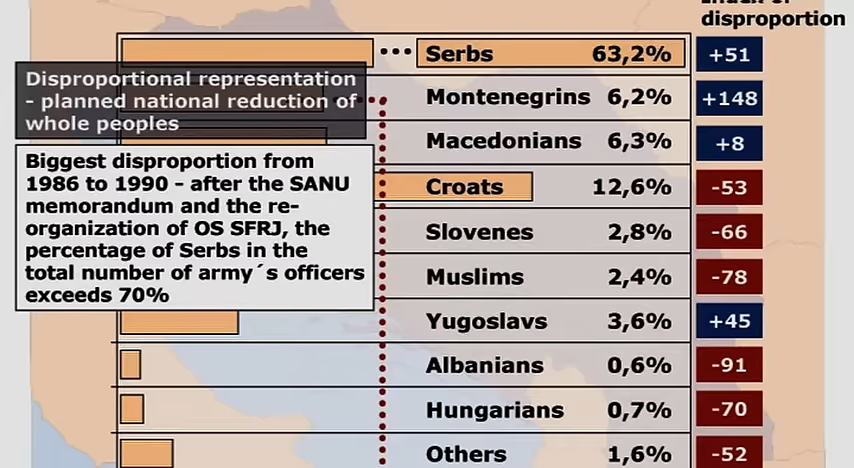 Index of
disproportion
Serbs 63,2% +51
Disproportional representation
- planned national reduction of
whole peoples
Montenegrins 6,2% +148
Macedonians 6,3% +8
Biggest disproportion from
1986 to 1990 - after the SANU
memorandum and the re-
organization of OS SFRJ, the
percentage of Serbs in the
total number of army´s officers
exceeds 70%
Croats 12,6% -53
Slovenes 2,8% -66
Muslims 2,4% -78
Yugoslavs 3,6% +45
Albanians 0,6% -91
Hungarians 0,7% -70
Others 1,6% -52